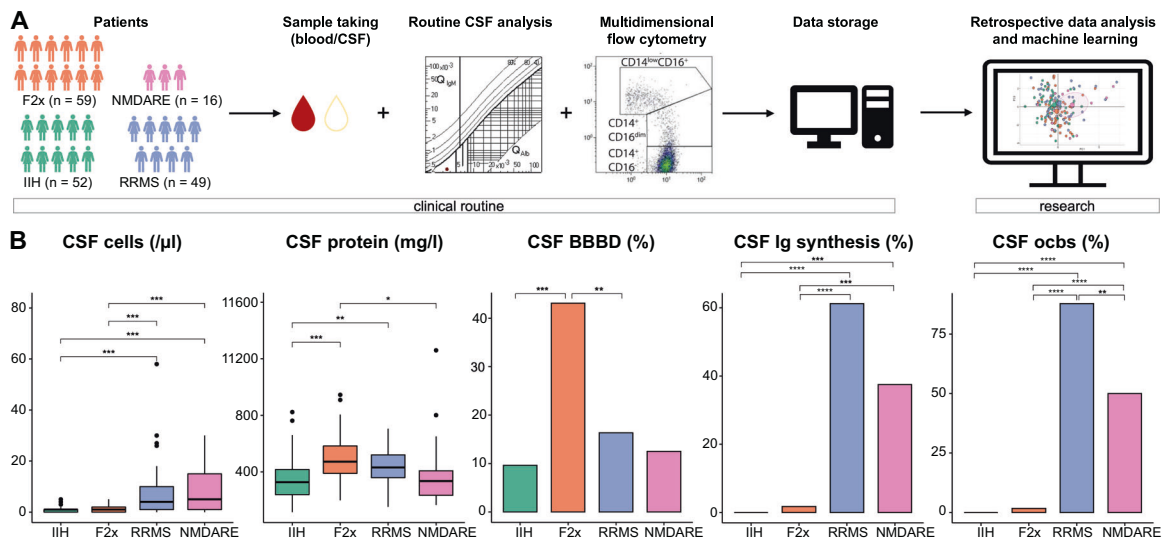 A
Patients
F2x (n = 59)
NMDARE (n = 16)
IIH (n = 52)
RRMS (n = 49)
Sample taking
(blood/CSF)
+
Routine CSF analysis
Q IgM
Q Alb
+
Multidimensional
flow cytometry
CD14lowCD16+
CD14+
CD16dim
CD14+
CD16-
Data storage
Retrospective data analysis
and machine learning
clinical routine
research
B
CSF cells (/µl)
*** *** *** ***
80
60
40
20
0
IIH F2x RRMS NMDARE
CSF protein (mg/l)
* ** ***
11600
1260
900
400
IIH F2x RRMS NMDARE
CSF BBBD (%)
*** **
40
20
10
0
IIH F2x RRMS NMDARE
CSF Ig synthesis (%)
*** **** *** ****
60
40
20
0
IIH F2x RRMS NMDARE
CSF ocbs (%)
**** **** **** **** **
75
50
25
0
IIH F2x RRMS NMDARE